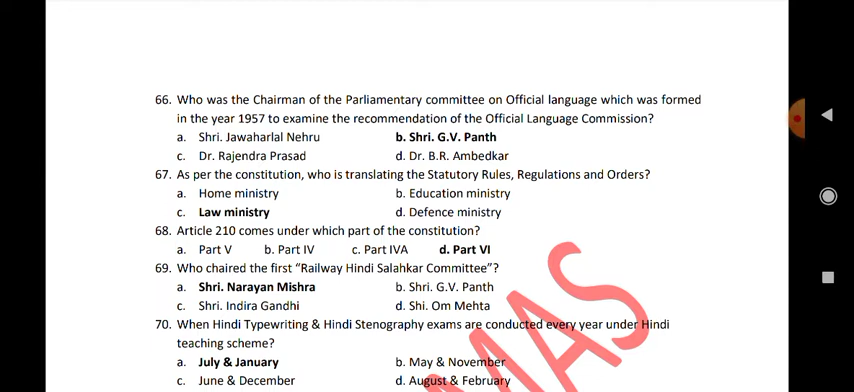 66. Who was the Chairman of the Parliamentary committee on Official language which was formed
in the year 1957 to examine the recommendation of the Official Language Commission?
a. Shri. Jawaharlal Nehru b. Shri. G.V. Panth
c. Dr. Rajendra Prasad d. Dr. B.R. Ambedkar
67. As per the constitution, who is translating the Statutory Rules, Regulations and Orders?
a. Home ministry b. Education ministry
c. Law ministry d. Defence ministry
68. Article 210 comes under which part of the constitution?
a. Part V b. Part IV c. Part IVA d. Part VI
69. Who chaired the first “Railway Hindi Salahkar Committee”?
a. Shri. Narayan Mishra b. Shri. G.V. Panth
c. Shri. Indira Gandhi d. Shi. Om Mehta
70. When Hindi Typewriting & Hindi Stenography exams are conducted every year under Hindi
teaching scheme?
a. July & January b. May & November
c. June & December d. August & February
MAS